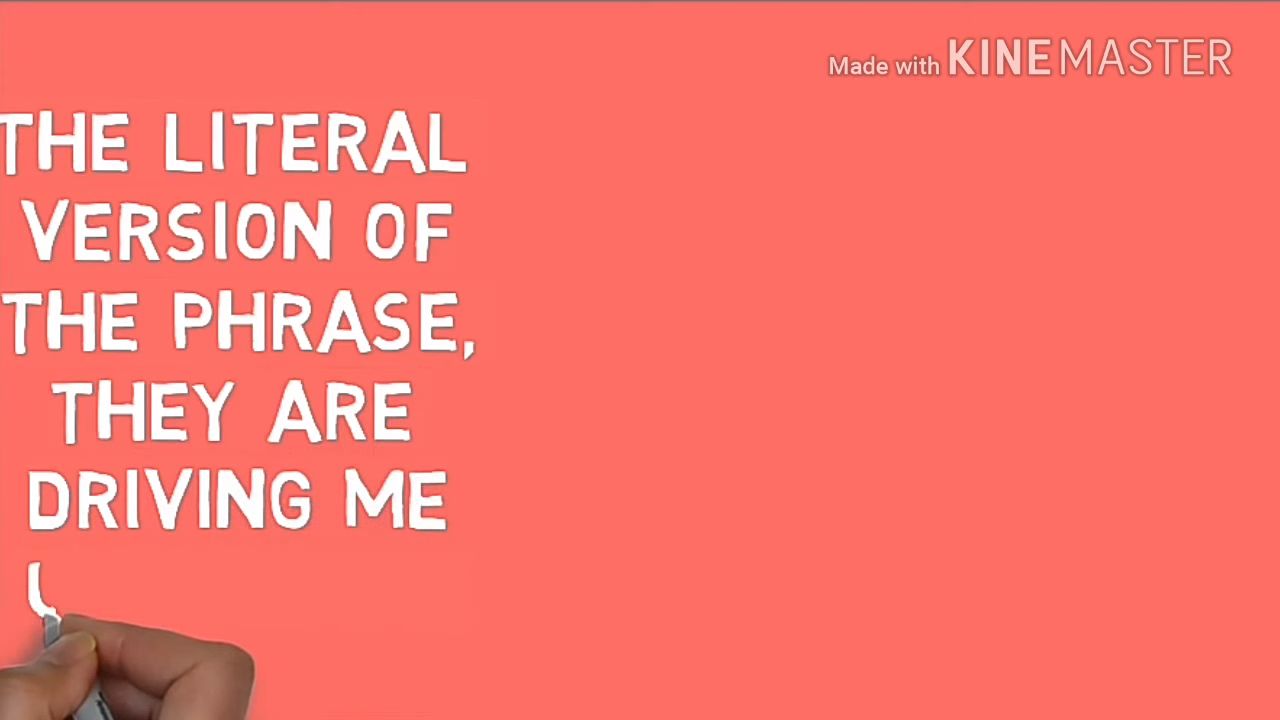 Made with KINEMASTER
THE LITERAL
VERSION OF
THE PHRASE,
THEY ARE
DRIVING ME